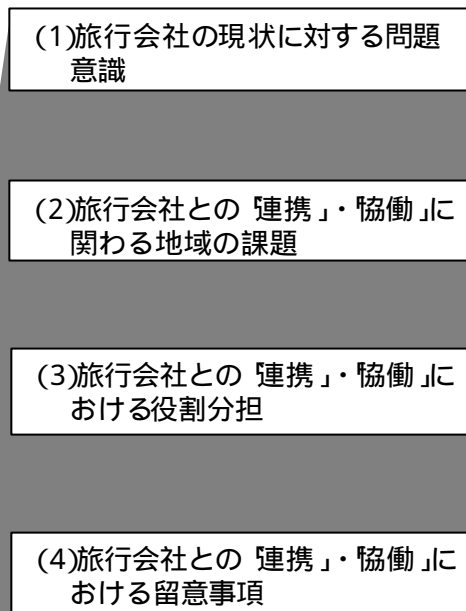 (1)旅行会社の現状に対する問題
意識
(2)旅行会社との「連携」・「協働」に
関わる地域の課題
(3)旅行会社との「連携」・「協働」に
おける役割分担
(4)旅行会社との「連携」・「協働」に
おける留意事項